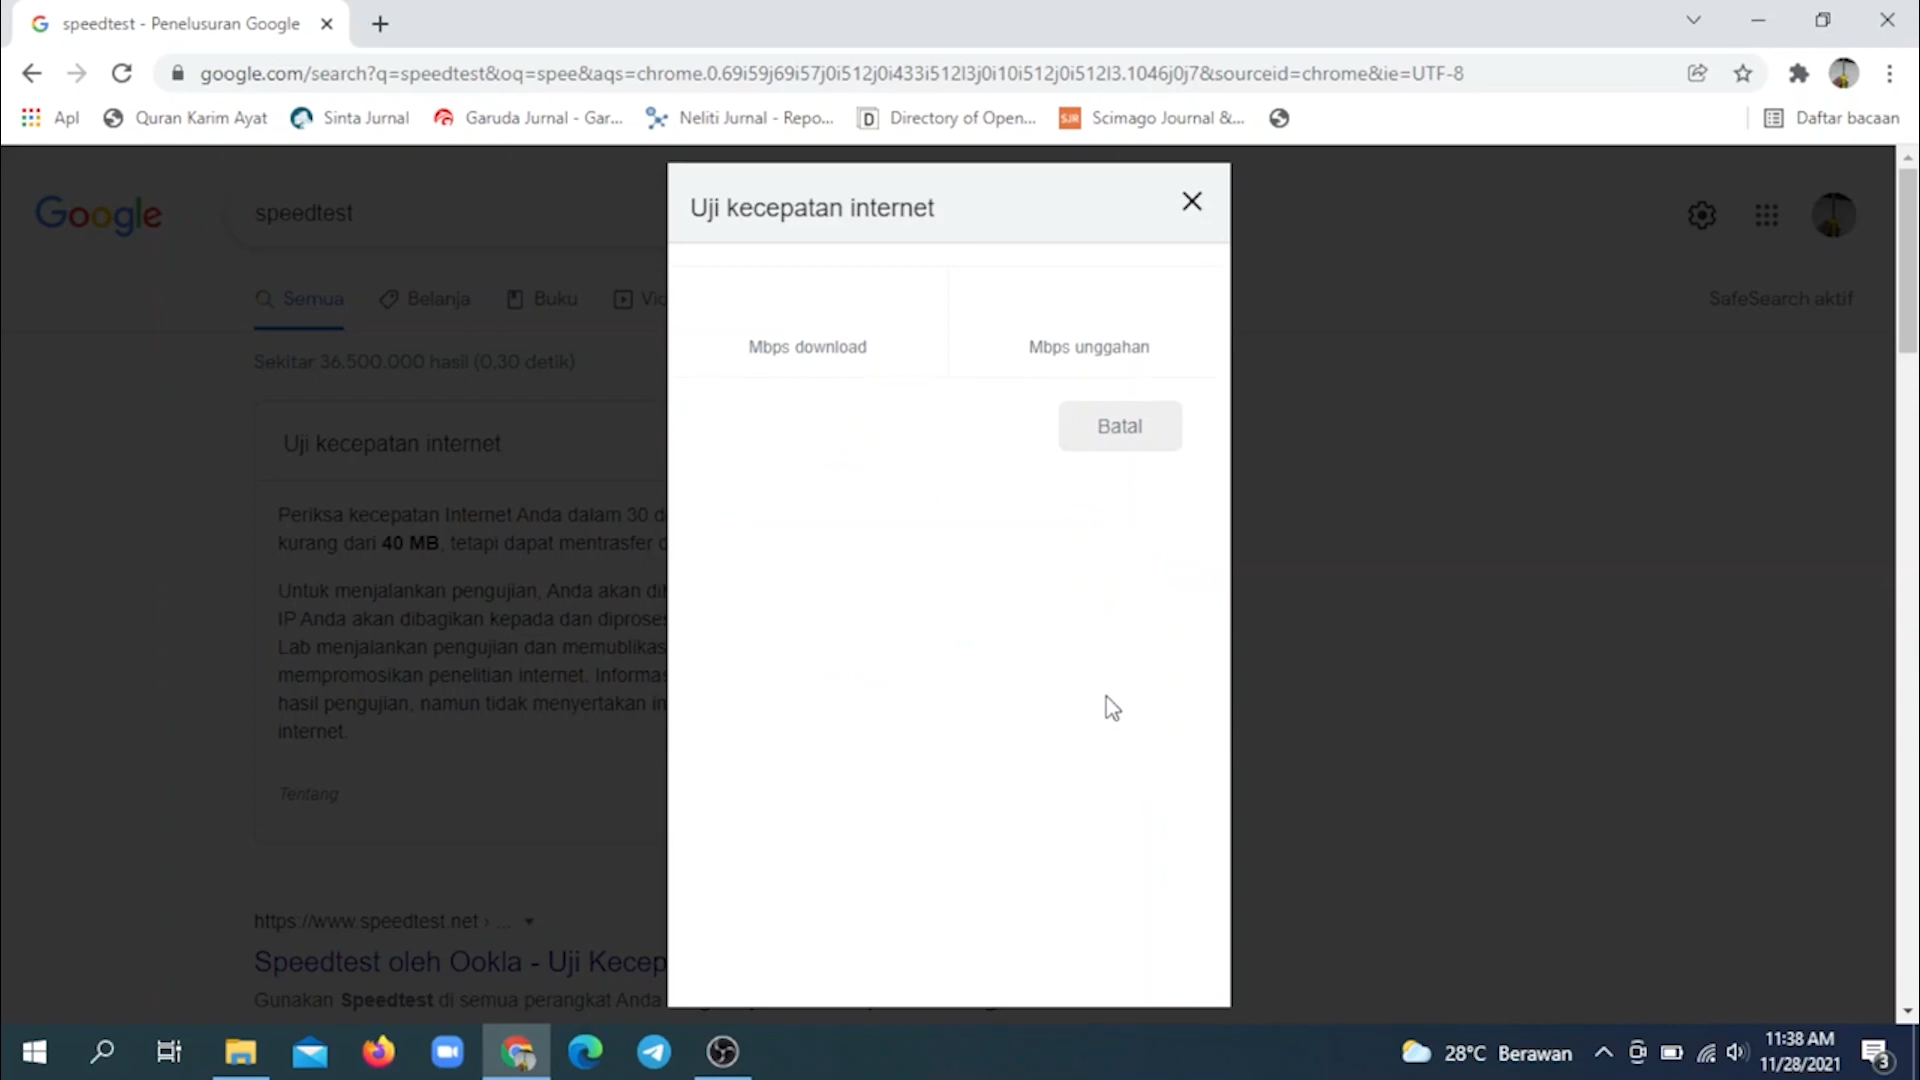 speedtest - Penelusuran Google
google.com/search?q=speedtest&oq=spee&aqs=chrome.0.69i59j69i57j0i512j0i433i512l3j0i10i512j0i512l3.1046j0j7&sourceid=chrome&ie=UTF-8
Apl
Quran Karim Ayat
Sinta Jurnal
Garuda Jurnal - Gar...
Neliti Jurnal - Repo...
Directory of Open...
Scimago Journal &...
Daftar bacaan
Google
speedtest
Semua
Belanja
Buku
SafeSearch aktif
Sekitar 36.500.000 hasil (0,30 detik)
Uji kecepatan internet
Periksa kecepatan Internet Anda dalam 30 d
kurang dari 40 MB, tetapi dapat mentrasfer
Untuk menjalankan pengujian, Anda akan di
IP Anda akan dibagikan kepada dan diproses
Lab menjalankan pengujian dan memublikas
mempromosikan penelitian internet. Informas
hasil pengujian, namun tidak menyertakan in
internet.
Tentang
https://www.speedtest.net › ...
Speedtest oleh Ookla - Uji Kecep
Gunakan Speedtest di semua perangkat Anda
Uji kecepatan internet
Mbps download
Mbps unggahan
Batal
28°C Berawan
11:38 AM
11/28/2021
3